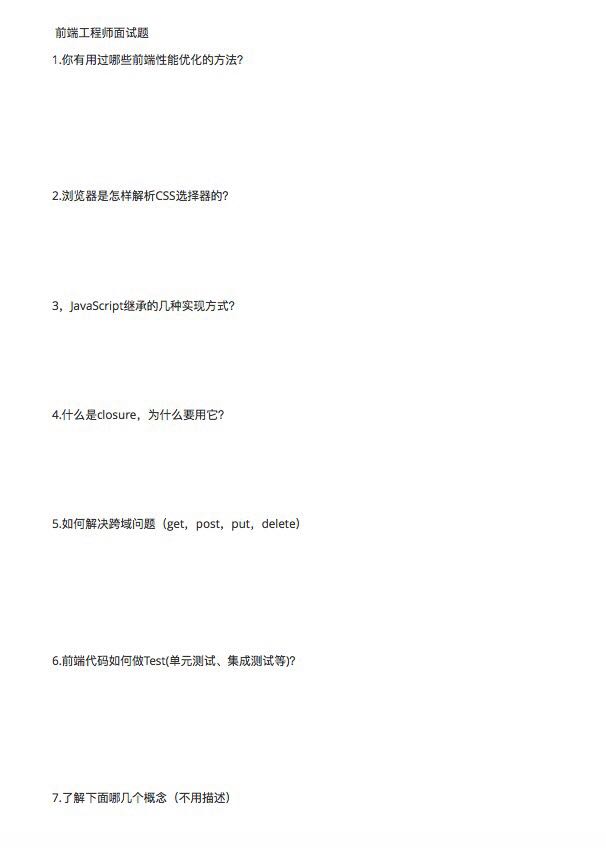 前端工程师面试题
1.你有用过哪些前端性能优化的方法?
2.浏览器是怎样解析CSS选择器的?
3，JavaScript继承的几种实现方式?
4.什么是closure，为什么要用它?
5.如何解决跨域问题（get，post，put，delete）
6.前端代码如何做Test(单元测试、集成测试等)?
7.了解下面哪几个概念（不用描述）